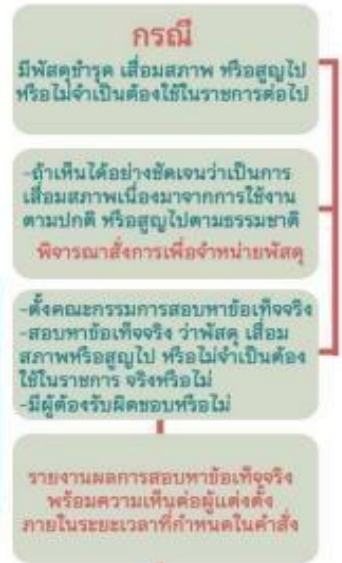 กรณี
มีพัสดุชำรุด เสื่อมสภาพ หรือสูญไป
หรือไม่จำเป็นต้องใช้ในราชการต่อไป
-ถ้าเห็นได้อย่างชัดเจนว่าเป็นการ
เสื่อมสภาพเนื่องมาจากการใช้งาน
ตามปกติ หรือสูญไปตามธรรมชาติ
พิจารณาสั่งการเพื่อจำหน่ายพัสดุ
-ตั้งคณะกรรมการสอบหาข้อเท็จจริง
-สอบหาข้อเท็จจริง ว่าพัสดุ เสื่อม
สภาพหรือสูญไป หรือไม่จำเป็นต้อง
ใช้ในราชการ จริงหรือไม่
-มีผู้ต้องรับผิดชอบหรือไม่
รายงานผลการสอบหาข้อเท็จจริง
พร้อมความเห็นต่อผู้แต่งตั้ง
ภายในระยะเวลาที่กำหนดในคำสั่ง